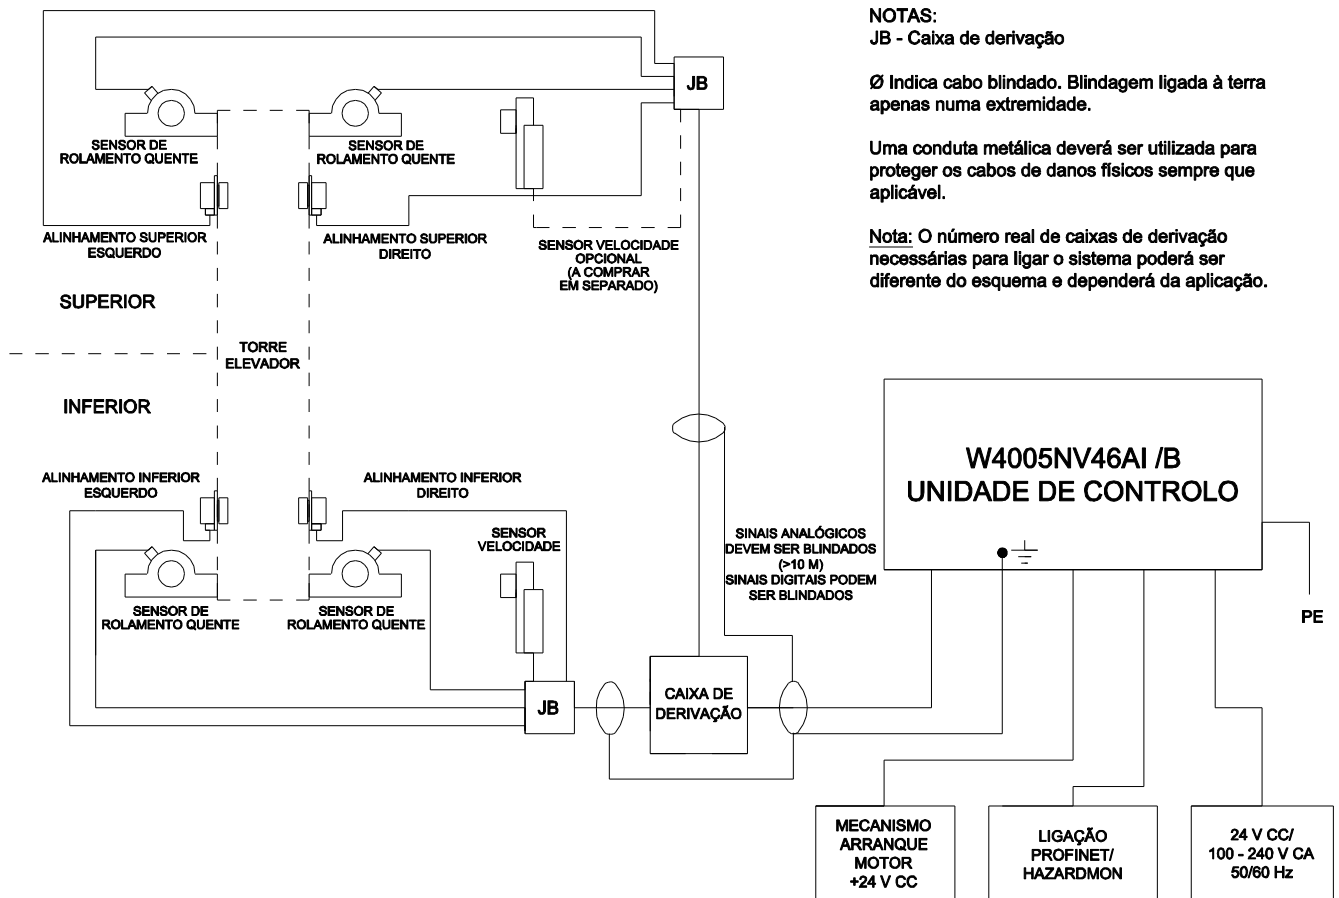 NOTAS:
JB - Caixa de derivação
Ø Indica cabo blindado. Blindagem ligada à terra
apenas numa extremidade.
Uma conduta metálica deverá ser utilizada para
proteger os cabos de danos físicos sempre que
aplicável.
Nota: O número real de caixas de derivação
necessárias para ligar o sistema poderá ser
diferente do esquema e dependerá da aplicação.
JB
SENSOR DE
ROLAMENTO QUENTE
SENSOR DE
ROLAMENTO QUENTE
ALINHAMENTO SUPERIOR
ESQUERDO
ALINHAMENTO SUPERIOR
DIREITO
SENSOR VELOCIDADE
OPCIONAL
(A COMPRAR
EM SEPARADO)
SUPERIOR
TORRE
ELEVADOR
INFERIOR
ALINHAMENTO INFERIOR
ESQUERDO
ALINHAMENTO INFERIOR
DIREITO
SENSOR
VELOCIDADE
SENSOR DE
ROLAMENTO QUENTE
SENSOR DE
ROLAMENTO QUENTE
JB
CAIXA DE
DERIVAÇÃO
SINAIS ANALÓGICOS
DEVEM SER BLINDADOS
(>10 M)
SINAIS DIGITAIS PODEM
SER BLINDADOS
W4005NV46AI /B
UNIDADE DE CONTROLO
PE
MECANISMO
ARRANQUE
MOTOR
+24 V CC
LIGAÇÃO
PROFINET/
HAZARDMON
24 V CC/
100 - 240 V CA
50/60 Hz